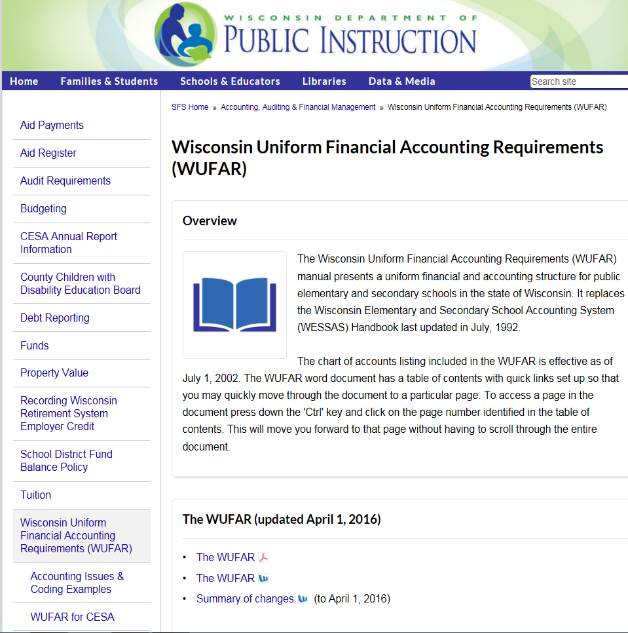 WISCONSIN DEPARTMENT OF
PUBLIC INSTRUCTION
Home Families & Students Schools & Educators Libraries Data & Media Search site
SFS Home » Accounting, Auditing & Financial Management » Wisconsin Uniform Financial Accounting Requirements (WUFAR)
Aid Payments
Aid Register
Audit Requirements
Budgeting
CESA Annual Report
Information
County Children with
Disability Education Board
Debt Reporting
Funds
Property Value
Recording Wisconsin
Retirement System
Employer Credit
School District Fund
Balance Policy
Tuition
Wisconsin Uniform
Financial Accounting
Requirements (WUFAR)
Accounting Issues &
Coding Examples
WUFAR for CESA
Wisconsin Uniform Financial Accounting Requirements
(WUFAR)
Overview
The Wisconsin Uniform Financial Accounting Requirements (WUFAR)
manual presents a uniform financial and accounting structure for public
elementary and secondary schools in the state of Wisconsin. It replaces
the Wisconsin Elementary and Secondary School Accounting System
(WESSAS) Handbook last updated in July, 1992.
The chart of accounts listing included in the WUFAR is effective as of
July 1, 2002. The WUFAR word document has a table of contents with quick links set up so that
you may quickly move through the document to a particular page. To access a page in the
document press down the 'Ctrl' key and click on the page number identified in the table of
contents. This will move you forward to that page without having to scroll through the entire
document.
The WUFAR (updated April 1, 2016)
• The WUFAR
• The WUFAR
• Summary of changes (to April 1, 2016)